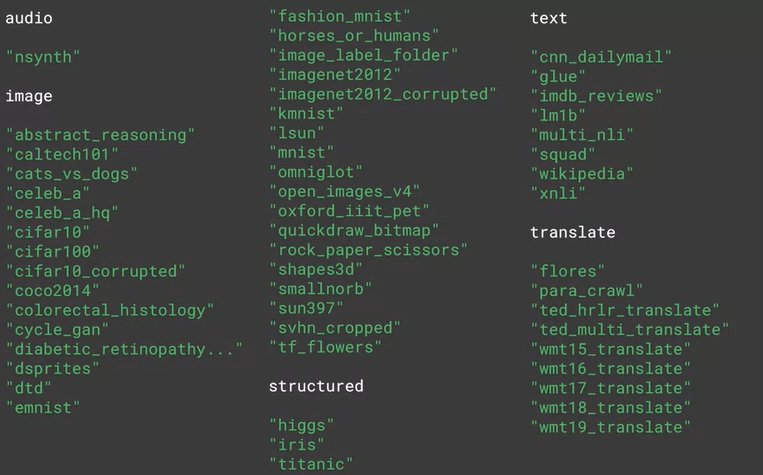 audio
"nsynth"
image
"abstract_reasoning"
"caltech101"
"cats_vs_dogs"
"celeb_a"
"celeb_a_hq"
"cifar10"
"cifar100"
"cifar10_corrupted"
"coco2014"
"colorectal_histology"
"cycle_gan"
"diabetic_retinopathy..."
"dsprites"
"dtd"
"emnist"
"fashion_mnist"
"horses_or_humans"
"image_label_folder"
"imagenet2012"
"imagenet2012_corrupted"
"kmnist"
"lsun"
"mnist"
"omniglot"
"open_images_v4"
"oxford_iiit_pet"
"quickdraw_bitmap"
"rock_paper_scissors"
"shapes3d"
"smallnorb"
"sun397"
"svhn_cropped"
"tf_flowers"
structured
"higgs"
"iris"
"titanic"
text
"cnn_dailymail"
"glue"
"imdb_reviews"
"lm1b"
"multi_nli"
"squad"
"wikipedia"
"xnli"
translate
"flores"
"para_crawl"
"ted_hrlr_translate"
"ted_multi_translate"
"wmt15_translate"
"wmt16_translate"
"wmt17_translate"
"wmt18_translate"
"wmt19_translate"